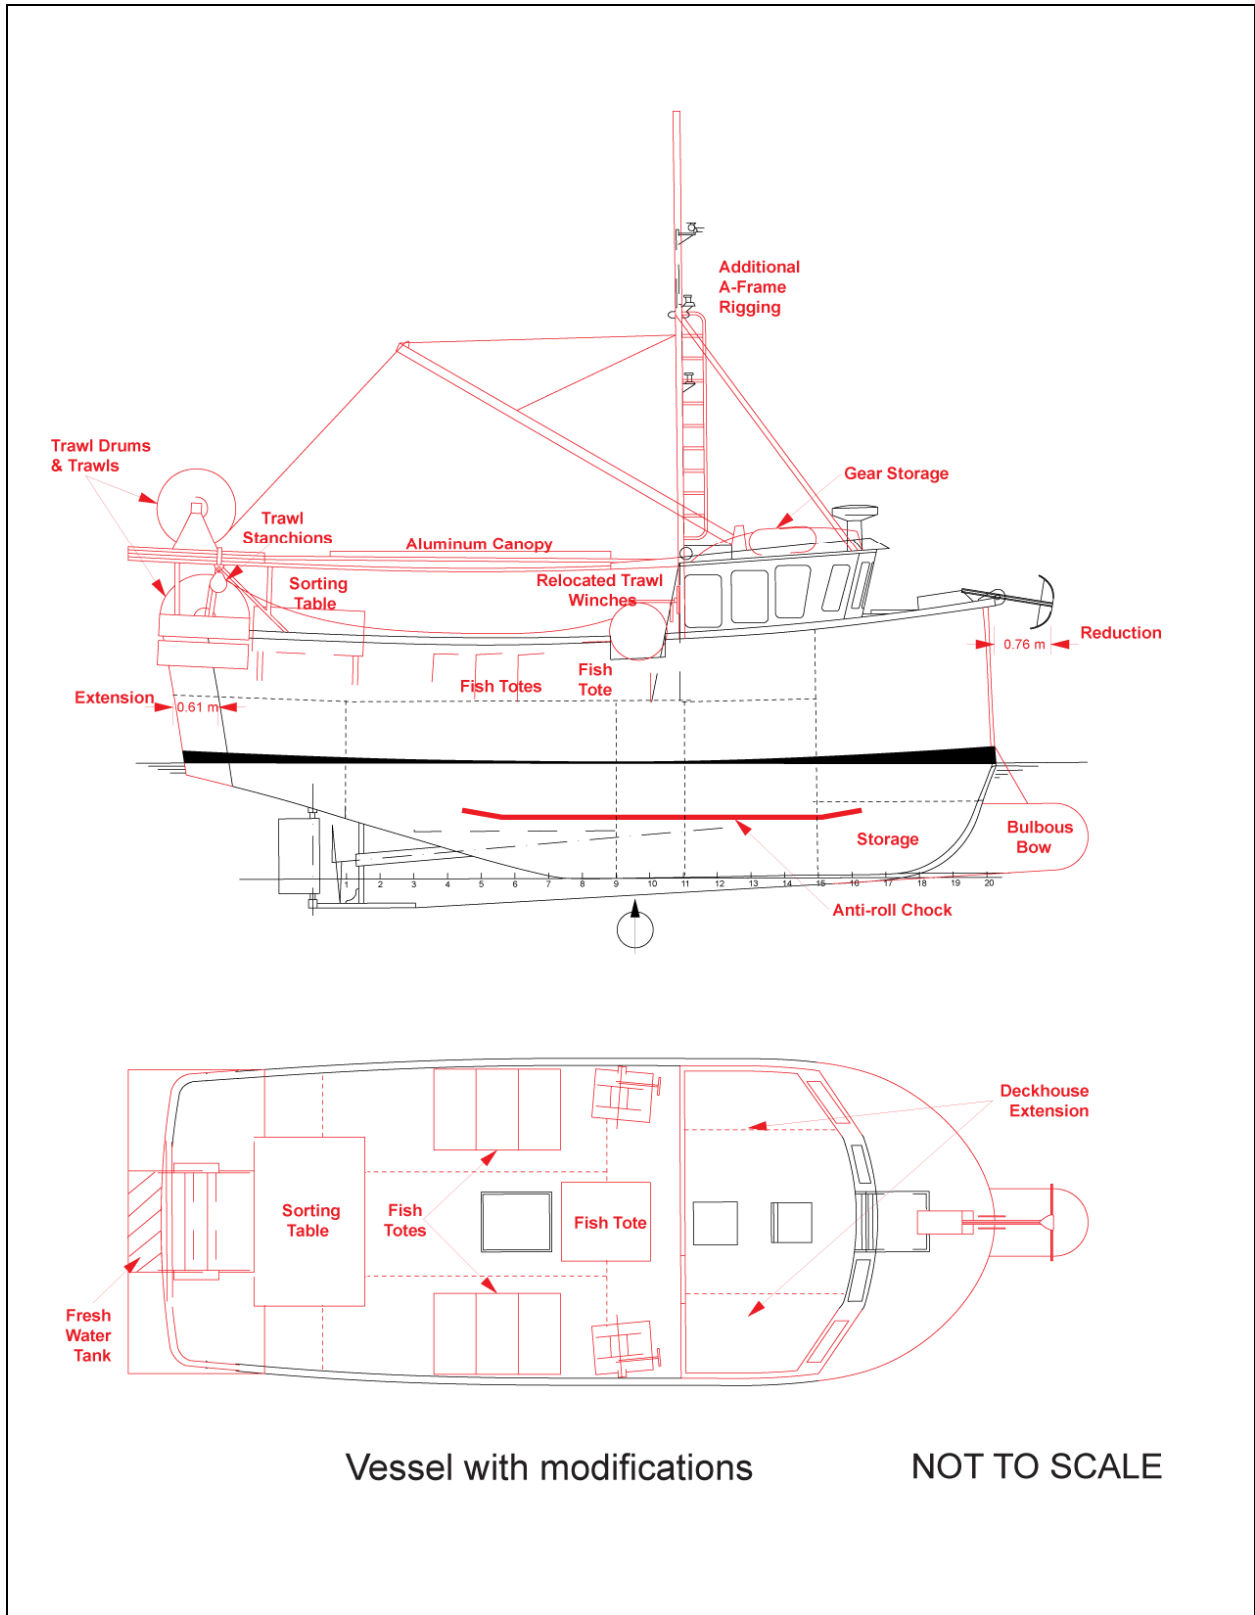 Additional
A-Frame
Rigging
Trawl Drums
& Trawls
Gear Storage
Trawl
Stanchions
Aluminum Canopy
Sorting
Table
Relocated Trawl
Winches
Reduction
0.76 m
Fish Totes
Fish
Tote
Extension
0.61 m
Storage
Bulbous
Bow
1 2 3 4 5 6 7 8 9 10 11 12 13 14 15 16 17 18 19 20
Anti-roll Chock
Deckhouse
Extension
Sorting
Table
Fish
Totes
Fish Tote
Fresh
Water
Tank
Vessel with modifications
NOT TO SCALE